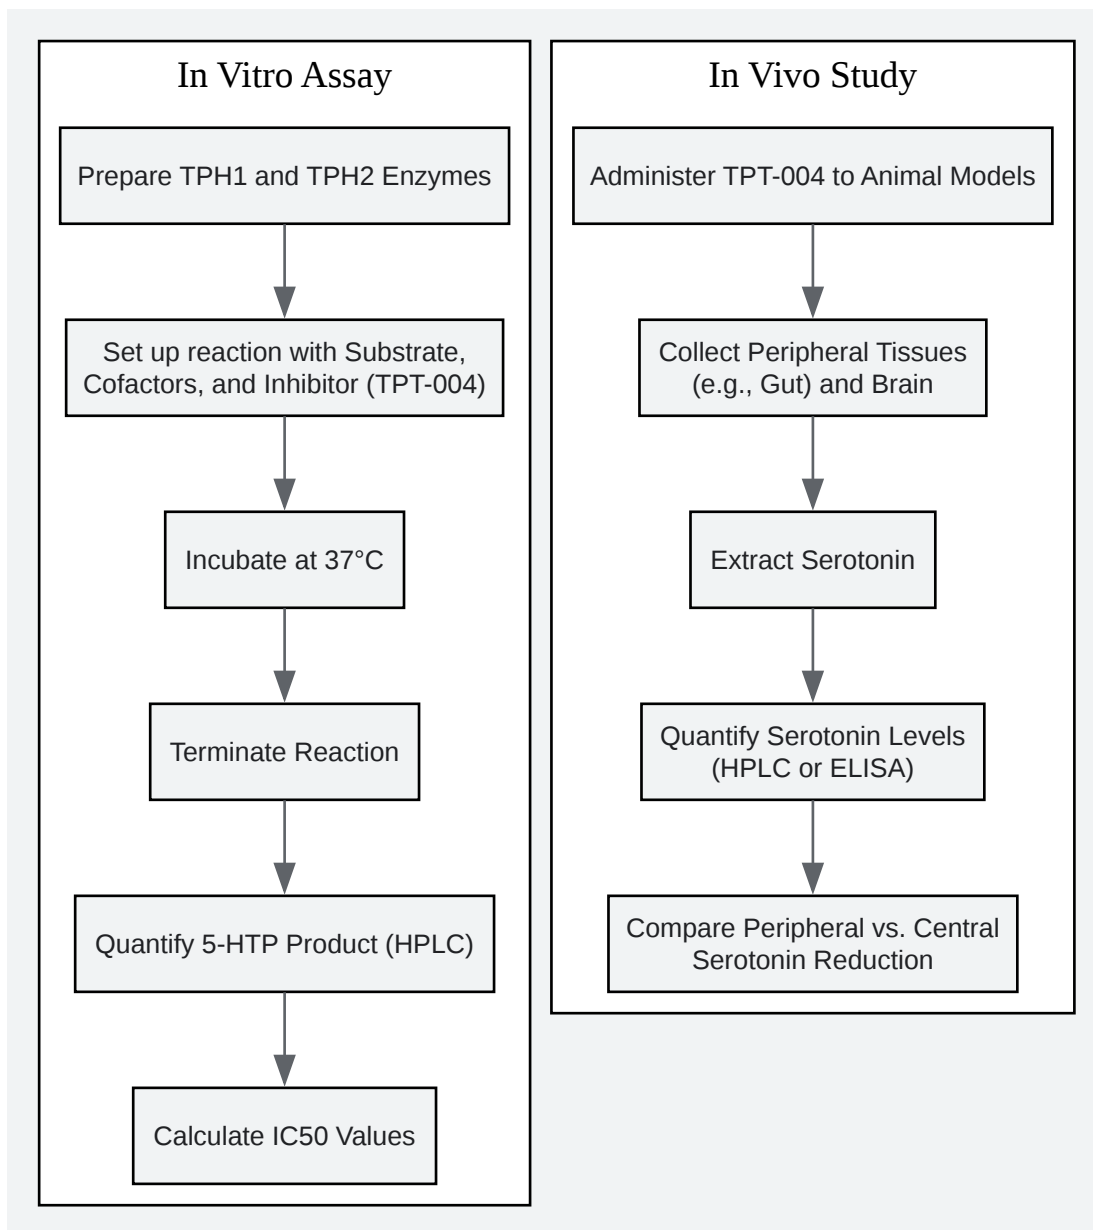 In Vitro Assay
Prepare TPH1 and TPH2 Enzymes
Set up reaction with Substrate,
Cofactors, and Inhibitor (TPT-004)
Incubate at 37°C
Terminate Reaction
Quantify 5-HTP Product (HPLC)
Calculate IC50 Values
In Vivo Study
Administer TPT-004 to Animal Models
Collect Peripheral Tissues
(e.g., Gut) and Brain
Extract Serotonin
Quantify Serotonin Levels
(HPLC or ELISA)
Compare Peripheral vs. Central
Serotonin Reduction